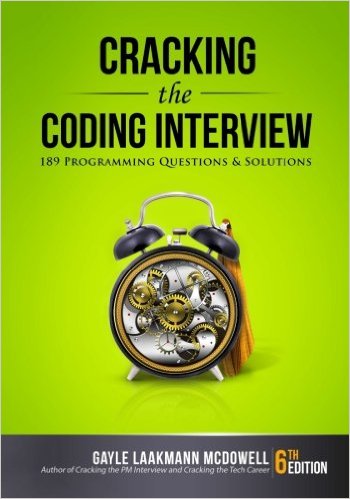 CRACKING
the
CODING INTERVIEW
189 PROGRAMMING QUESTIONS & SOLUTIONS
GAYLE LAAKMANN MCDOWELL
Author of Cracking the PM Interview and Cracking the Tech Career
6TH
EDITION